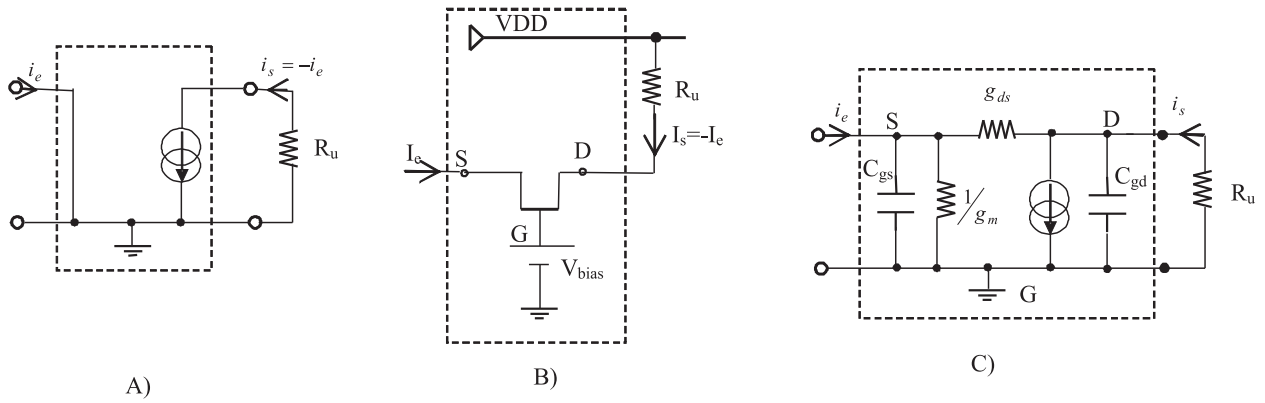 i_e
i_s = -i_e
R_u
A)
VDD
R_u
I_s=-I_e
I_e
S
D
G
V_bias
B)
i_e
S
g_ds
D
i_s
C_gs
1/g_m
C_gd
R_u
G
C)